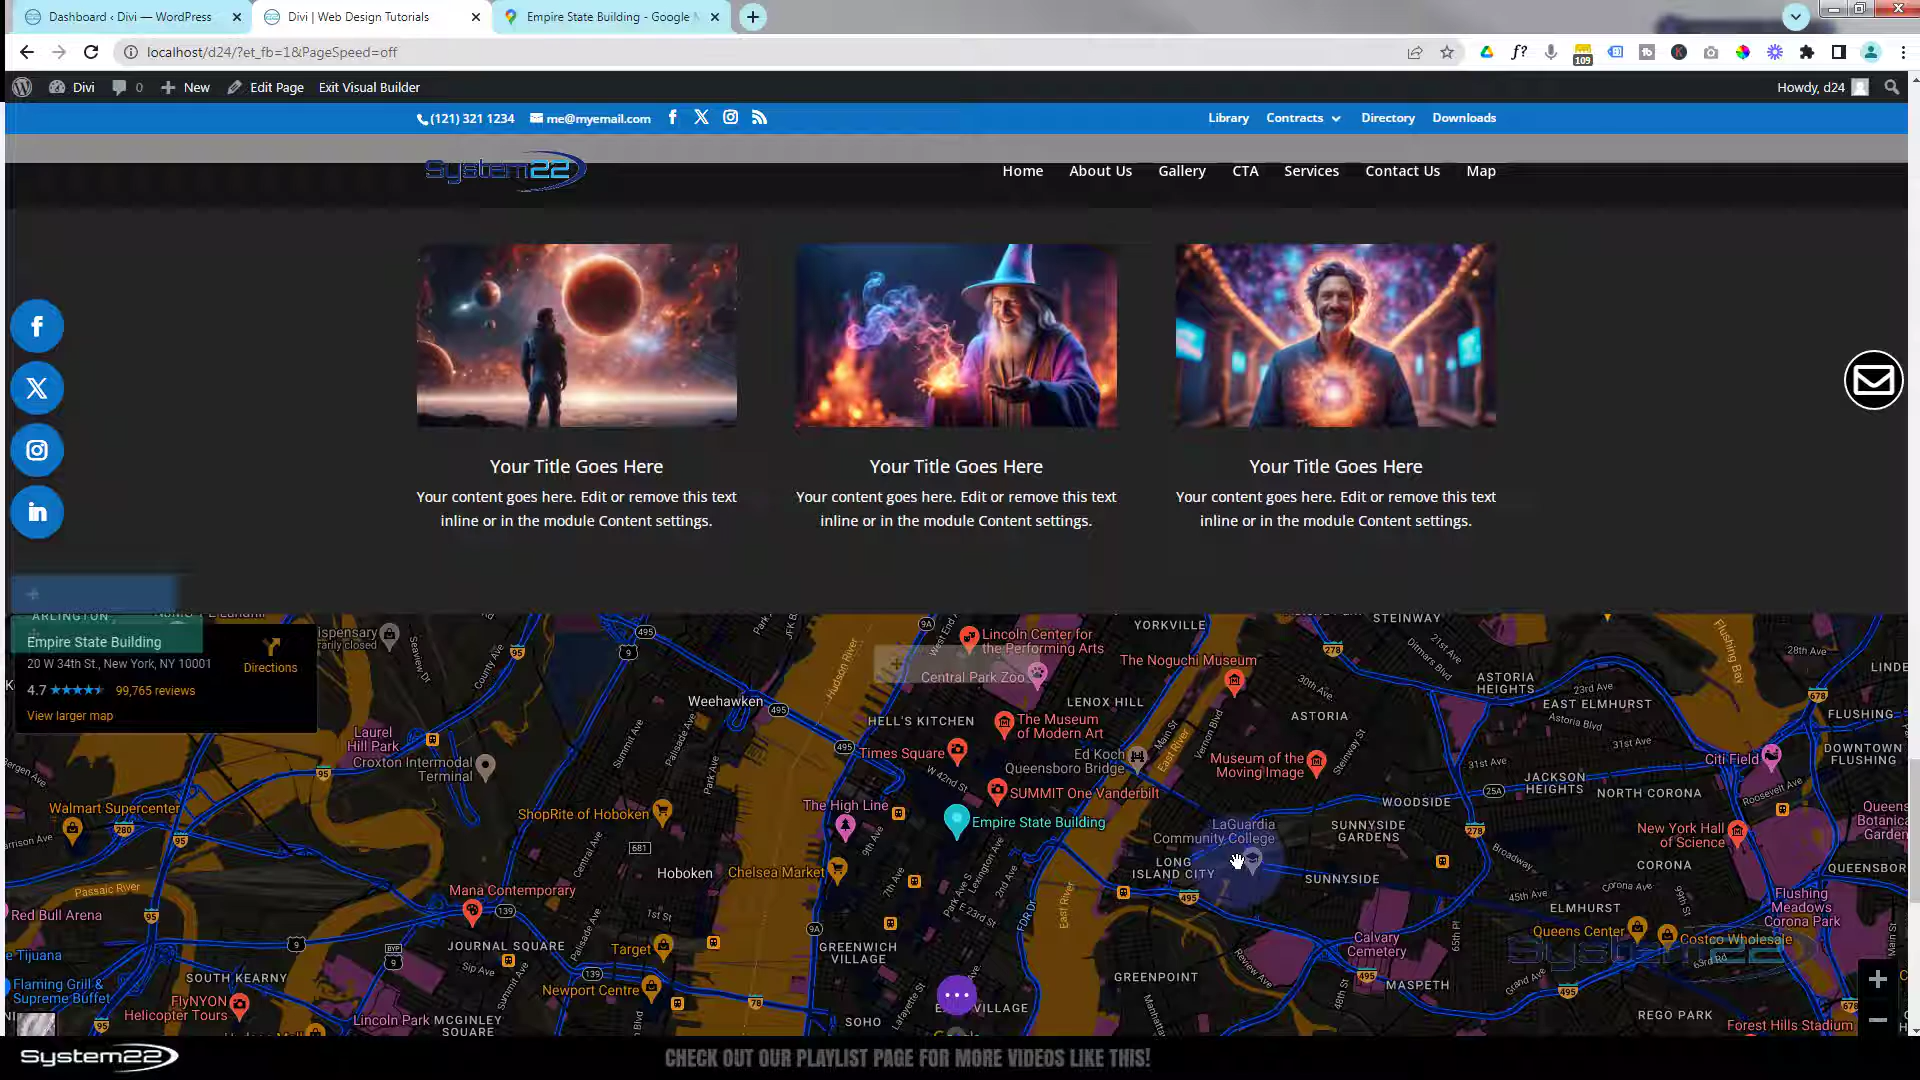 Dashboard ‹ Divi — WordPress
Divi | Web Design Tutorials
Empire State Building - Google
localhost/d24/?et_fb=1&PageSpeed=off
109
Divi
0
New
Edit Page
Exit Visual Builder
Howdy, d24
(121) 321 1234
me@myemail.com
Library
Contracts
Directory
Downloads
System22
Home
About Us
Gallery
CTA
Services
Contact Us
Map
Your Title Goes Here
Your content goes here. Edit or remove this text
inline or in the module Content settings.
Your Title Goes Here
Your content goes here. Edit or remove this text
inline or in the module Content settings.
Your Title Goes Here
Your content goes here. Edit or remove this text
inline or in the module Content settings.
ARLINGTON
Empire State Building
20 W 34th St., New York, NY 10001
4.7
99,765 reviews
View larger map
Directions
Lincoln Center for
the Performing Arts
Central Park Zoo
YORKVILLE
STEINWAY
The Noguchi Museum
LENOX HILL
ASTORIA
ASTORIA
HEIGHTS
EAST ELMHURST
FLUSHING
DOWNTOWN
FLUSHING
Weehawken
HELL'S KITCHEN
The Museum
of Modern Art
Times Square
Ed Koch
Queensboro Bridge
Museum of the
Moving Image
Citi Field
JACKSON
HEIGHTS
NORTH CORONA
Laurel
Hill Park
Croxton Intermodal
Terminal
Walmart Supercenter
ShopRite of Hoboken
The High Line
SUMMIT One Vanderbilt
Empire State Building
WOODSIDE
LaGuardia
Community College
SUNNYSIDE
GARDENS
New York Hall
of Science
CORONA
LONG
ISLAND CITY
SUNNYSIDE
Hoboken
Chelsea Market
Mana Contemporary
Passaic River
Red Bull Arena
East River
ELMHURST
Flushing
Meadows
Corona Park
Queens Center
Costco Wholesale
JOURNAL SQUARE
Target
GREENWICH
VILLAGE
Calvary
Cemetery
SOUTH KEARNY
Flaming Grill &
Supreme Buffet
FlyNYON
Helicopter Tours
Lincoln Park
MCGINLEY
SQUARE
Newport Centre
SOHO
GREENPOINT
MASPETH
REGO PARK
Forest Hills Stadium
System22
System22
CHECK OUT OUR PLAYLIST PAGE FOR MORE VIDEOS LIKE THIS!